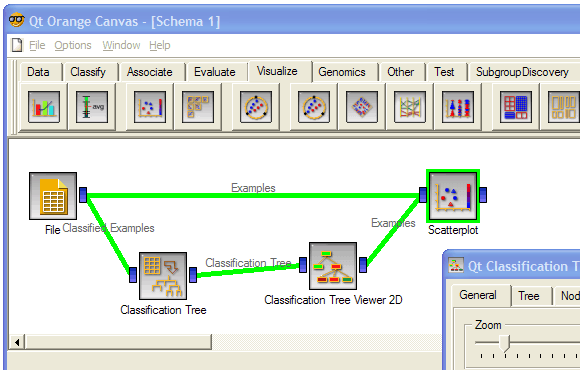 Qt Orange Canvas - [Schema 1]
File Options Window Help
Data Classify Associate Evaluate Visualize Genomics Other Test SubgroupDiscovery
avg
Examples
File
Classified Examples
Examples
Scatterplot
Classification Tree
Classification Tree
Classification Tree Viewer 2D
Qt Classification T
General Tree Nod
Zoom